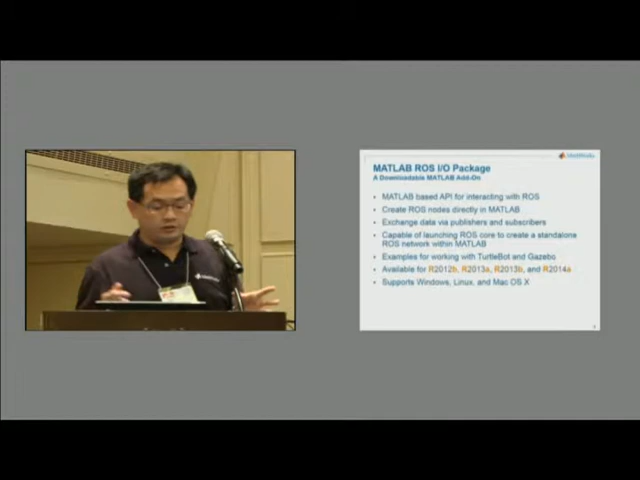 MathWorks
MATLAB ROS I/O Package
A Downloadable MATLAB Add-On
• MATLAB based API for interacting with ROS
• Create ROS nodes directly in MATLAB
• Exchange data via publishers and subscribers
• Capable of launching ROS core to create a standalone
ROS network within MATLAB
• Examples for working with TurtleBot and Gazebo
• Available for R2012b, R2013a, R2013b, and R2014a
• Supports Windows, Linux, and Mac OS X